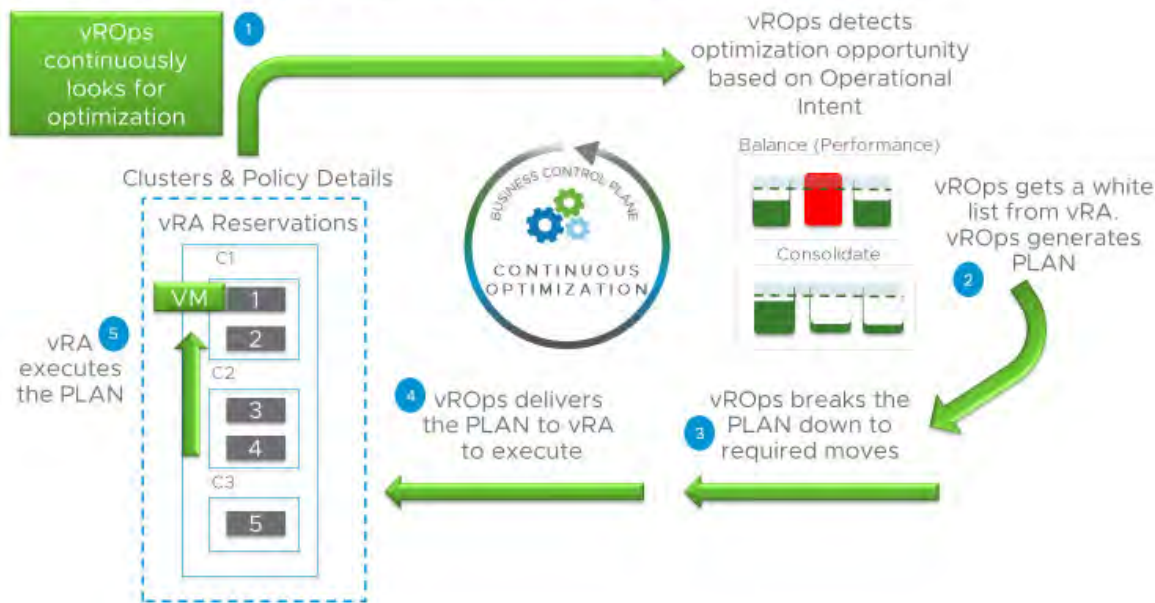 vROps
continuously
looks for
optimization
1
vROps detects
optimization opportunity
based on Operational
Intent
Balance (Performance)
Consolidate
vROps gets a white
list from vRA.
vROps generates
PLAN
2
BUSINESS CONTROL PLANE
CONTINUOUS
OPTIMIZATION
Clusters & Policy Details
vRA Reservations
C1
VM
1
2
C2
3
4
C3
5
5
vRA
executes
the PLAN
4
vROps delivers
the PLAN to vRA
to execute
3
vROps breaks the
PLAN down to
required moves